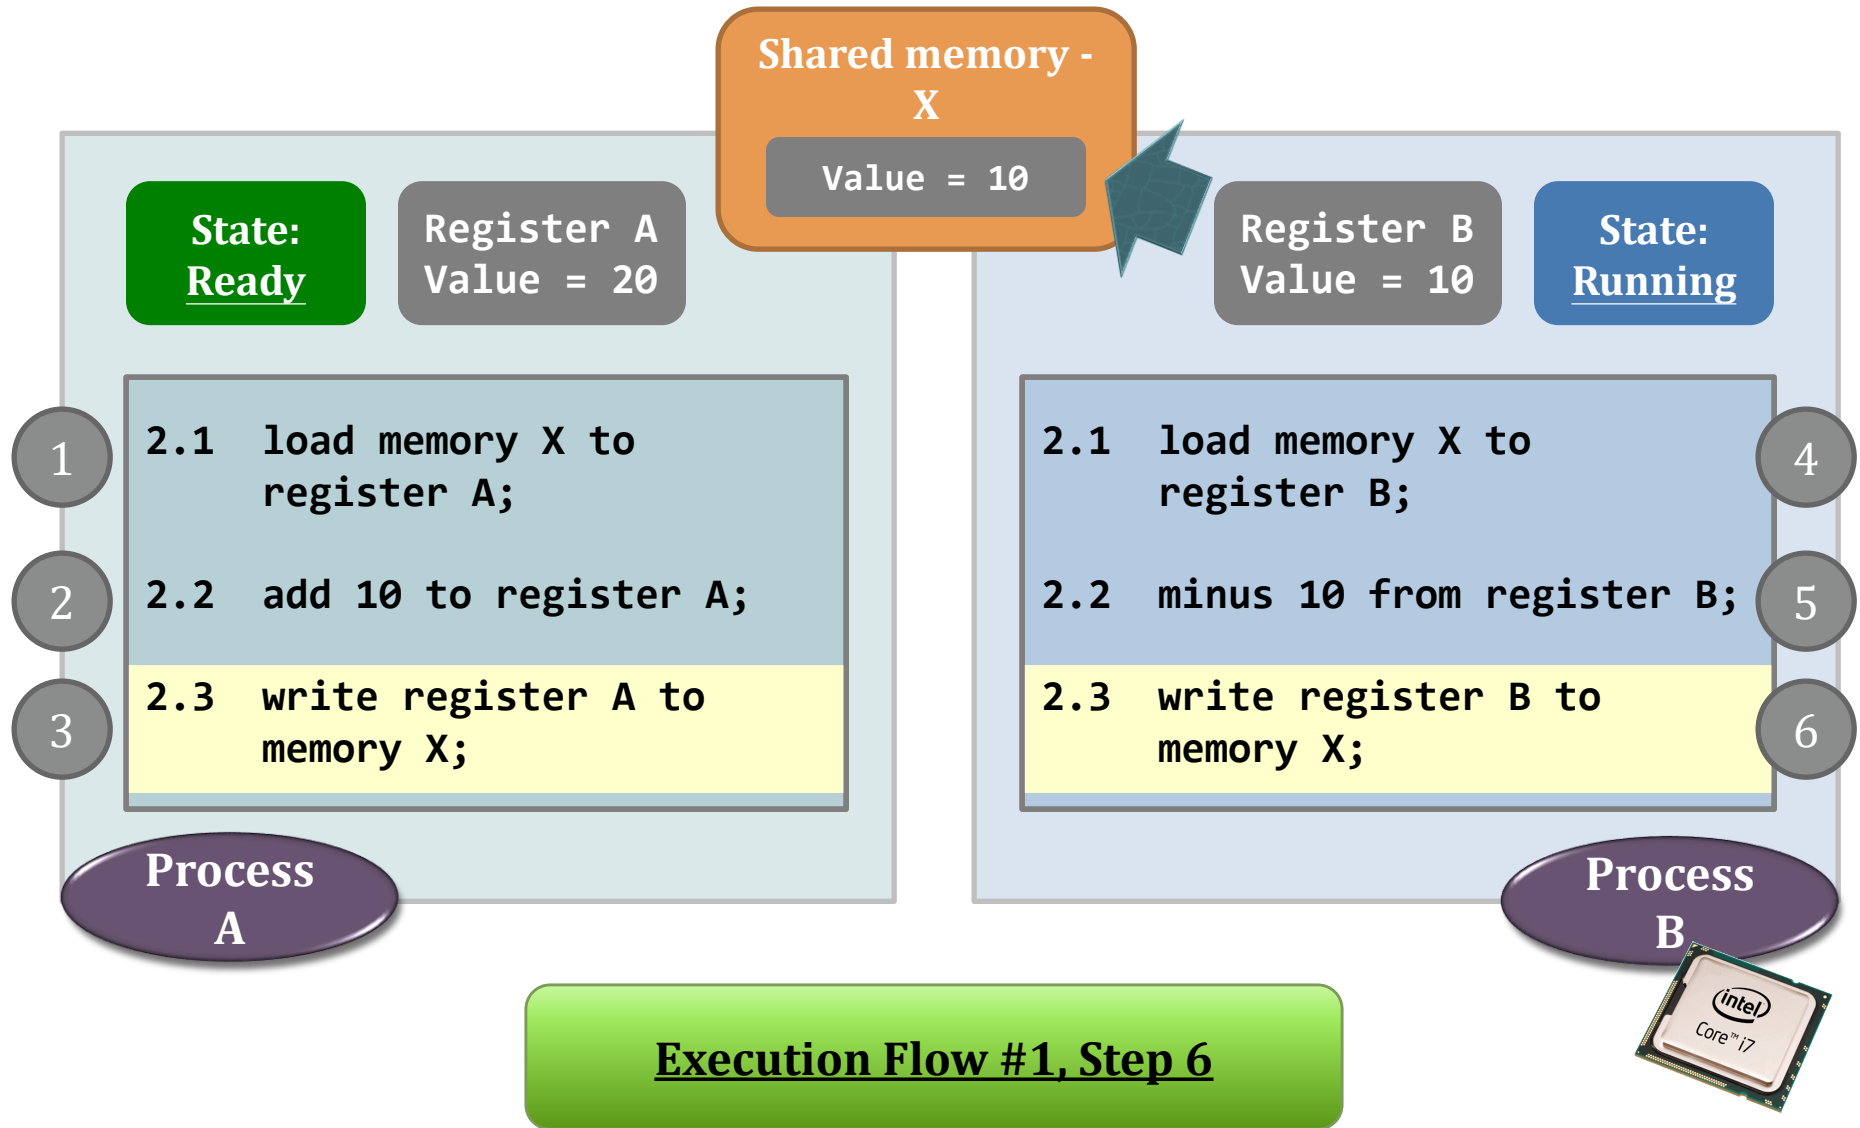 Shared memory -
X
Value = 10
State:
Ready
Register A
Value = 20
Register B
Value = 10
State:
Running
1
2.1 load memory X to
register A;
2
2.2 add 10 to register A;
3
2.3 write register A to
memory X;
2.1 load memory X to
register B;
4
2.2 minus 10 from register B;
5
2.3 write register B to
memory X;
6
Process
A
Process
B
intel
Core™ i7
Execution Flow #1, Step 6